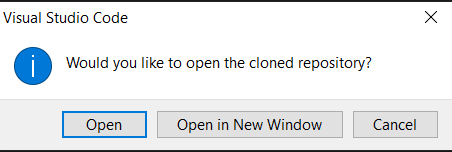 Visual Studio Code
Would you like to open the cloned repository?
Open
Open in New Window
Cancel